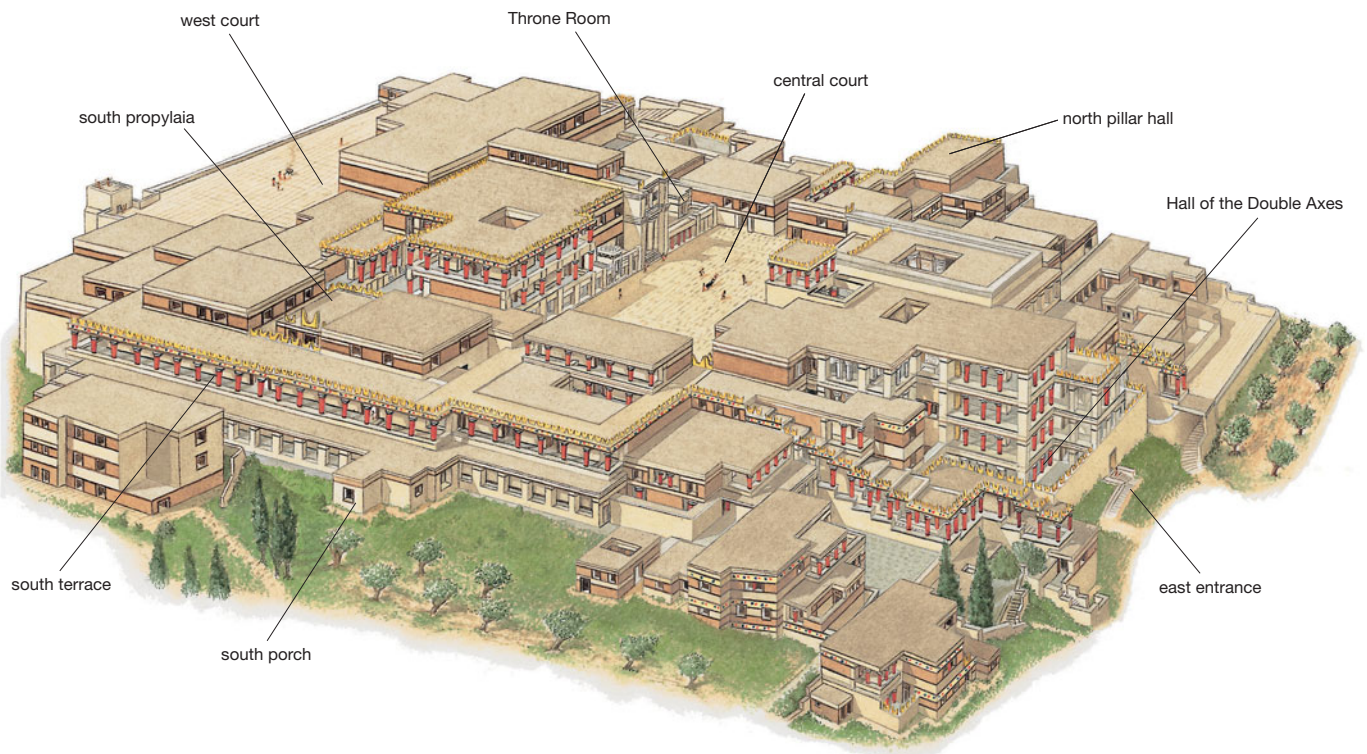 west court
Throne Room
central court
south propylaia
north pillar hall
Hall of the Double Axes
south terrace
east entrance
south porch